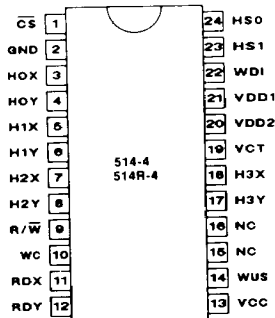 C̅S̅ 1 24 HS0
GND 2 23 HS1
H0X 3 22 WDI
H0Y 4 21 VDD1
H1X 5 20 VDD2
H1Y 6 19 VCT
H2X 7 514-4 18 H3X
H2Y 8 514R-4 17 H3Y
R/W̅ 9 16 NC
WC 10 15 NC
RDX 11 14 WUS
RDY 12 13 VCC